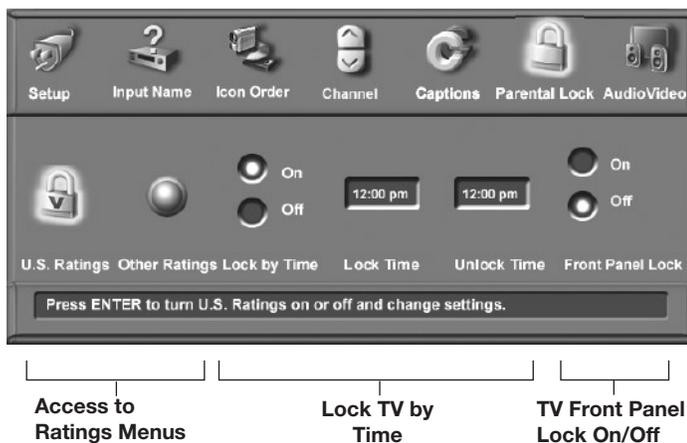 Setup Input Name Icon Order Channel Captions Parental Lock AudioVideo
On On
12:00 pm 12:00 pm
Off Off
V
U.S. Ratings Other Ratings Lock by Time Lock Time Unlock Time Front Panel Lock
Press ENTER to turn U.S. Ratings on or off and change settings.
Access to Ratings Menus
Lock TV by Time
TV Front Panel Lock On/Off